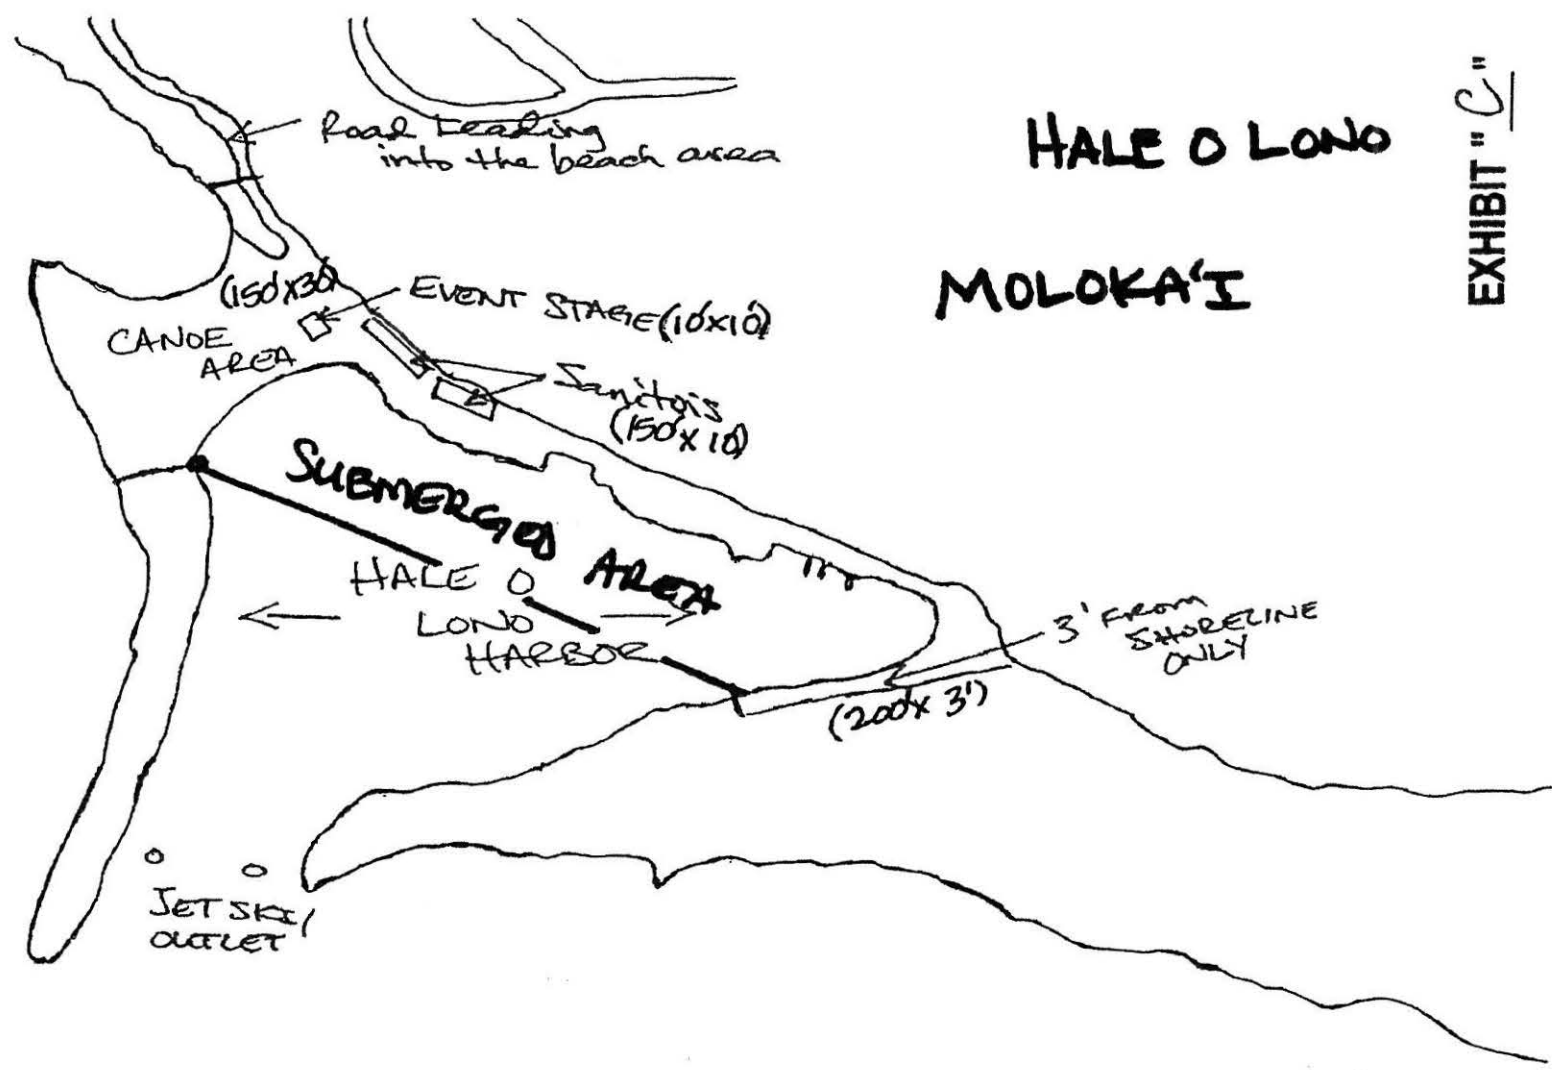 EXHIBIT "C"
HALE O LONO
MOLOKA'I
Road Leading
into the beach area
(150'X30')
EVENT STAGE (10'X10')
CANOE
AREA
Sanitois
(150'X10')
SUBMERGED AREA
HALE O
LONO
HARBOR
3' FROM
SHORELINE
ONLY
(200'X 3')
JET SKI/
OUTLET